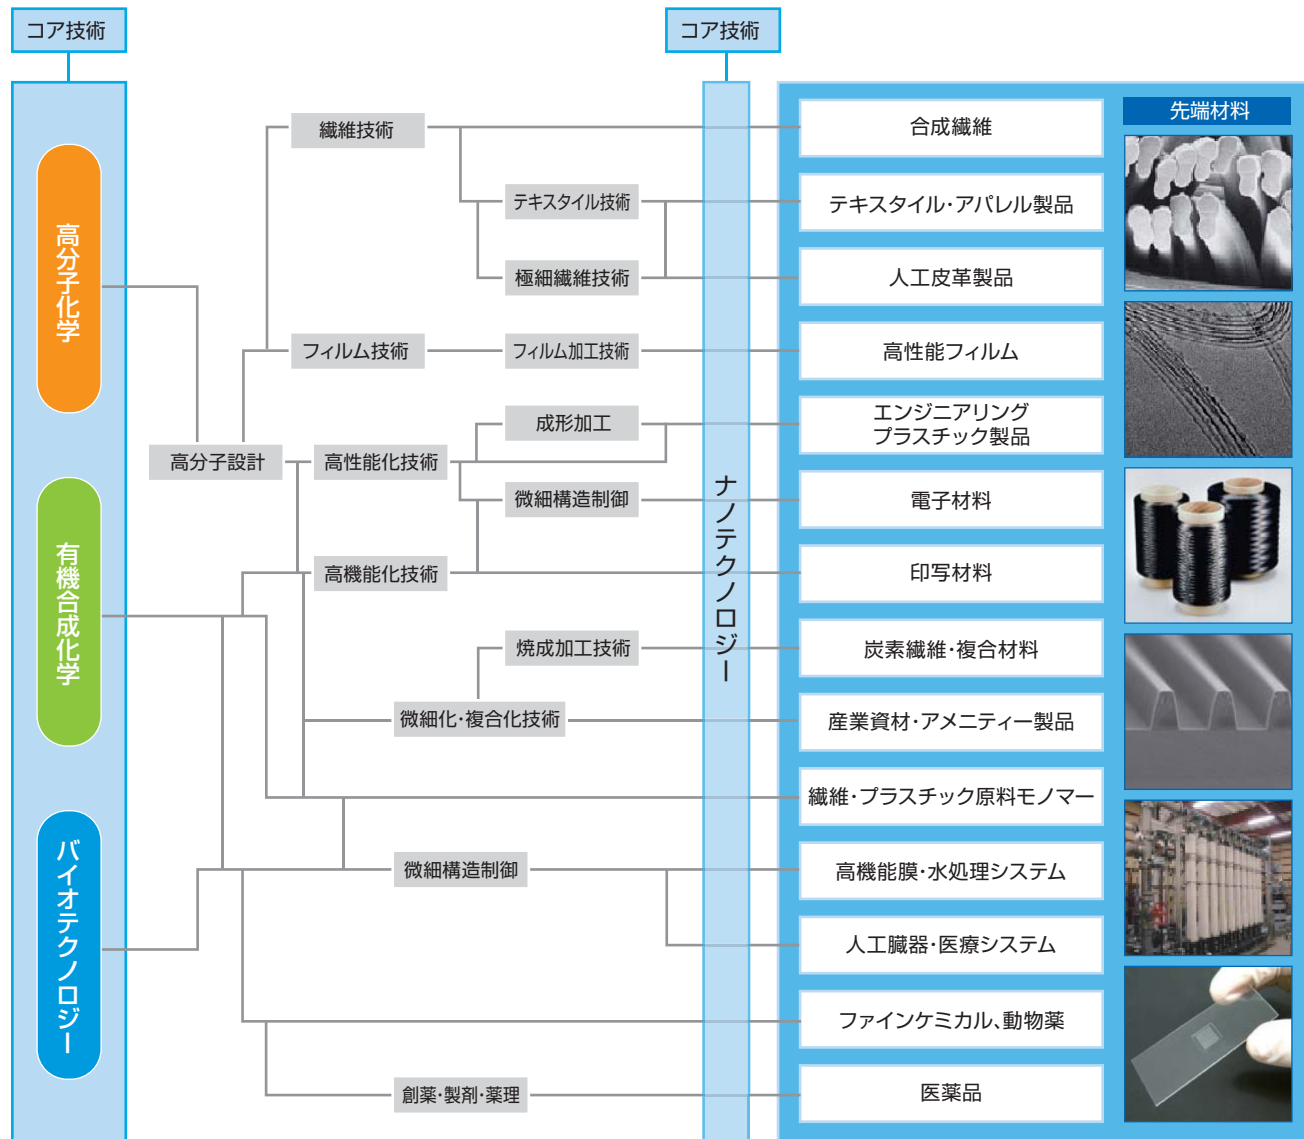 コア技術
コア技術
高分子化学
有機合成化学
バイオテクノロジー
繊維技術
テキスタイル技術
極細繊維技術
フィルム技術
フィルム加工技術
成形加工
高分子設計
高性能化技術
微細構造制御
高機能化技術
焼成加工技術
微細化・複合化技術
微細構造制御
創薬・製剤・薬理
ナノテクノロジー
合成繊維
テキスタイル・アパレル製品
人工皮革製品
高性能フィルム
エンジニアリング
プラスチック製品
電子材料
印写材料
炭素繊維・複合材料
産業資材・アメニティー製品
繊維・プラスチック原料モノマー
高機能膜・水処理システム
人工臓器・医療システム
ファインケミカル、動物薬
医薬品
先端材料